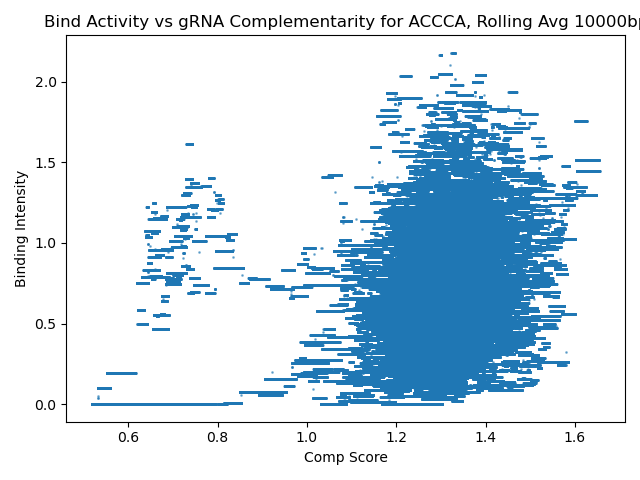 Bind Activity vs gRNA Complementarity for ACCCA, Rolling Avg 10000b
2.0
1.5
1.0
0.5
0.0
Binding Intensity
0.6 0.8 1.0 1.2 1.4 1.6
Comp Score